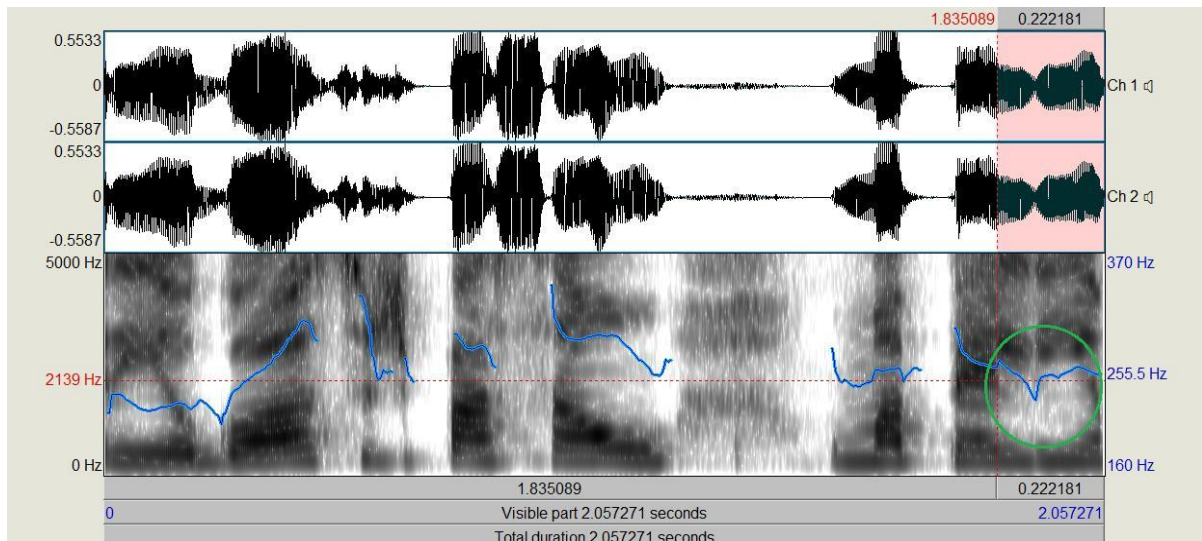 1.835089 0.222181
0.5533
0
-0.5587
Ch 1
0.5533
0
-0.5587
Ch 2
5000 Hz 370 Hz
2139 Hz 255.5 Hz
0 Hz 160 Hz
1.835089 0.222181
0 Visible part 2.057271 seconds 2.057271
Total duration 2.057271 seconds